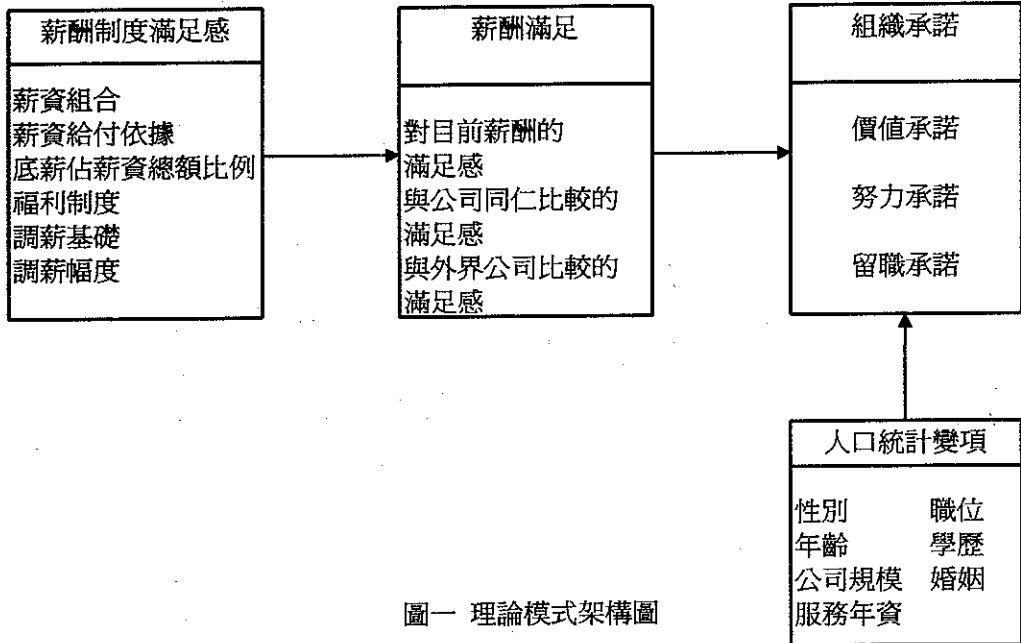 薪酬制度滿足感
薪資組合
薪資給付依據
底薪佔薪資總額比例
福利制度
調薪基礎
調薪幅度
薪酬滿足
對目前薪酬的
滿足感
與公司同仁比較的
滿足感
與外界公司比較的
滿足感
組織承諾
價值承諾
努力承諾
留職承諾
人口統計變項
性別 職位
年齡 學歷
公司規模 婚姻
服務年資
圖一 理論模式架構圖